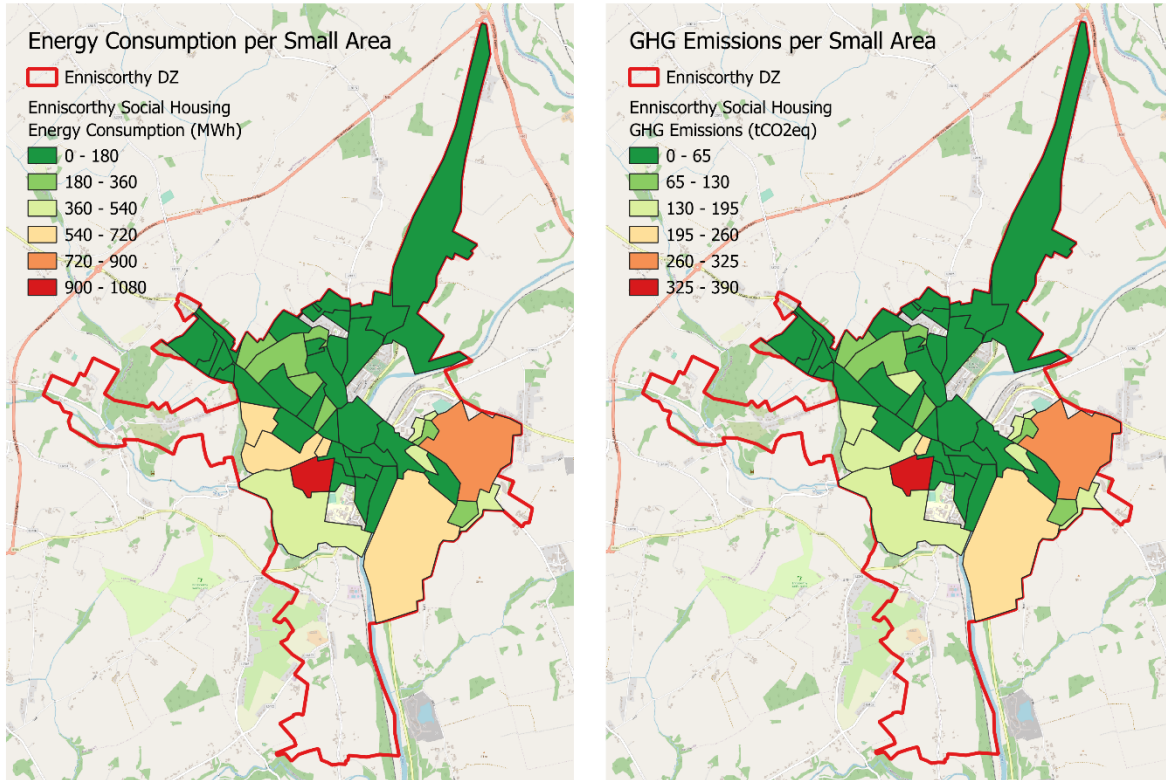 Energy Consumption per Small Area
Enniscorthy DZ
Enniscorthy Social Housing
Energy Consumption (MWh)
0 - 180
180 - 360
360 - 540
540 - 720
720 - 900
900 - 1080
GHG Emissions per Small Area
Enniscorthy DZ
Enniscorthy Social Housing
GHG Emissions (tCO2eq)
0 - 65
65 - 130
130 - 195
195 - 260
260 - 325
325 - 390